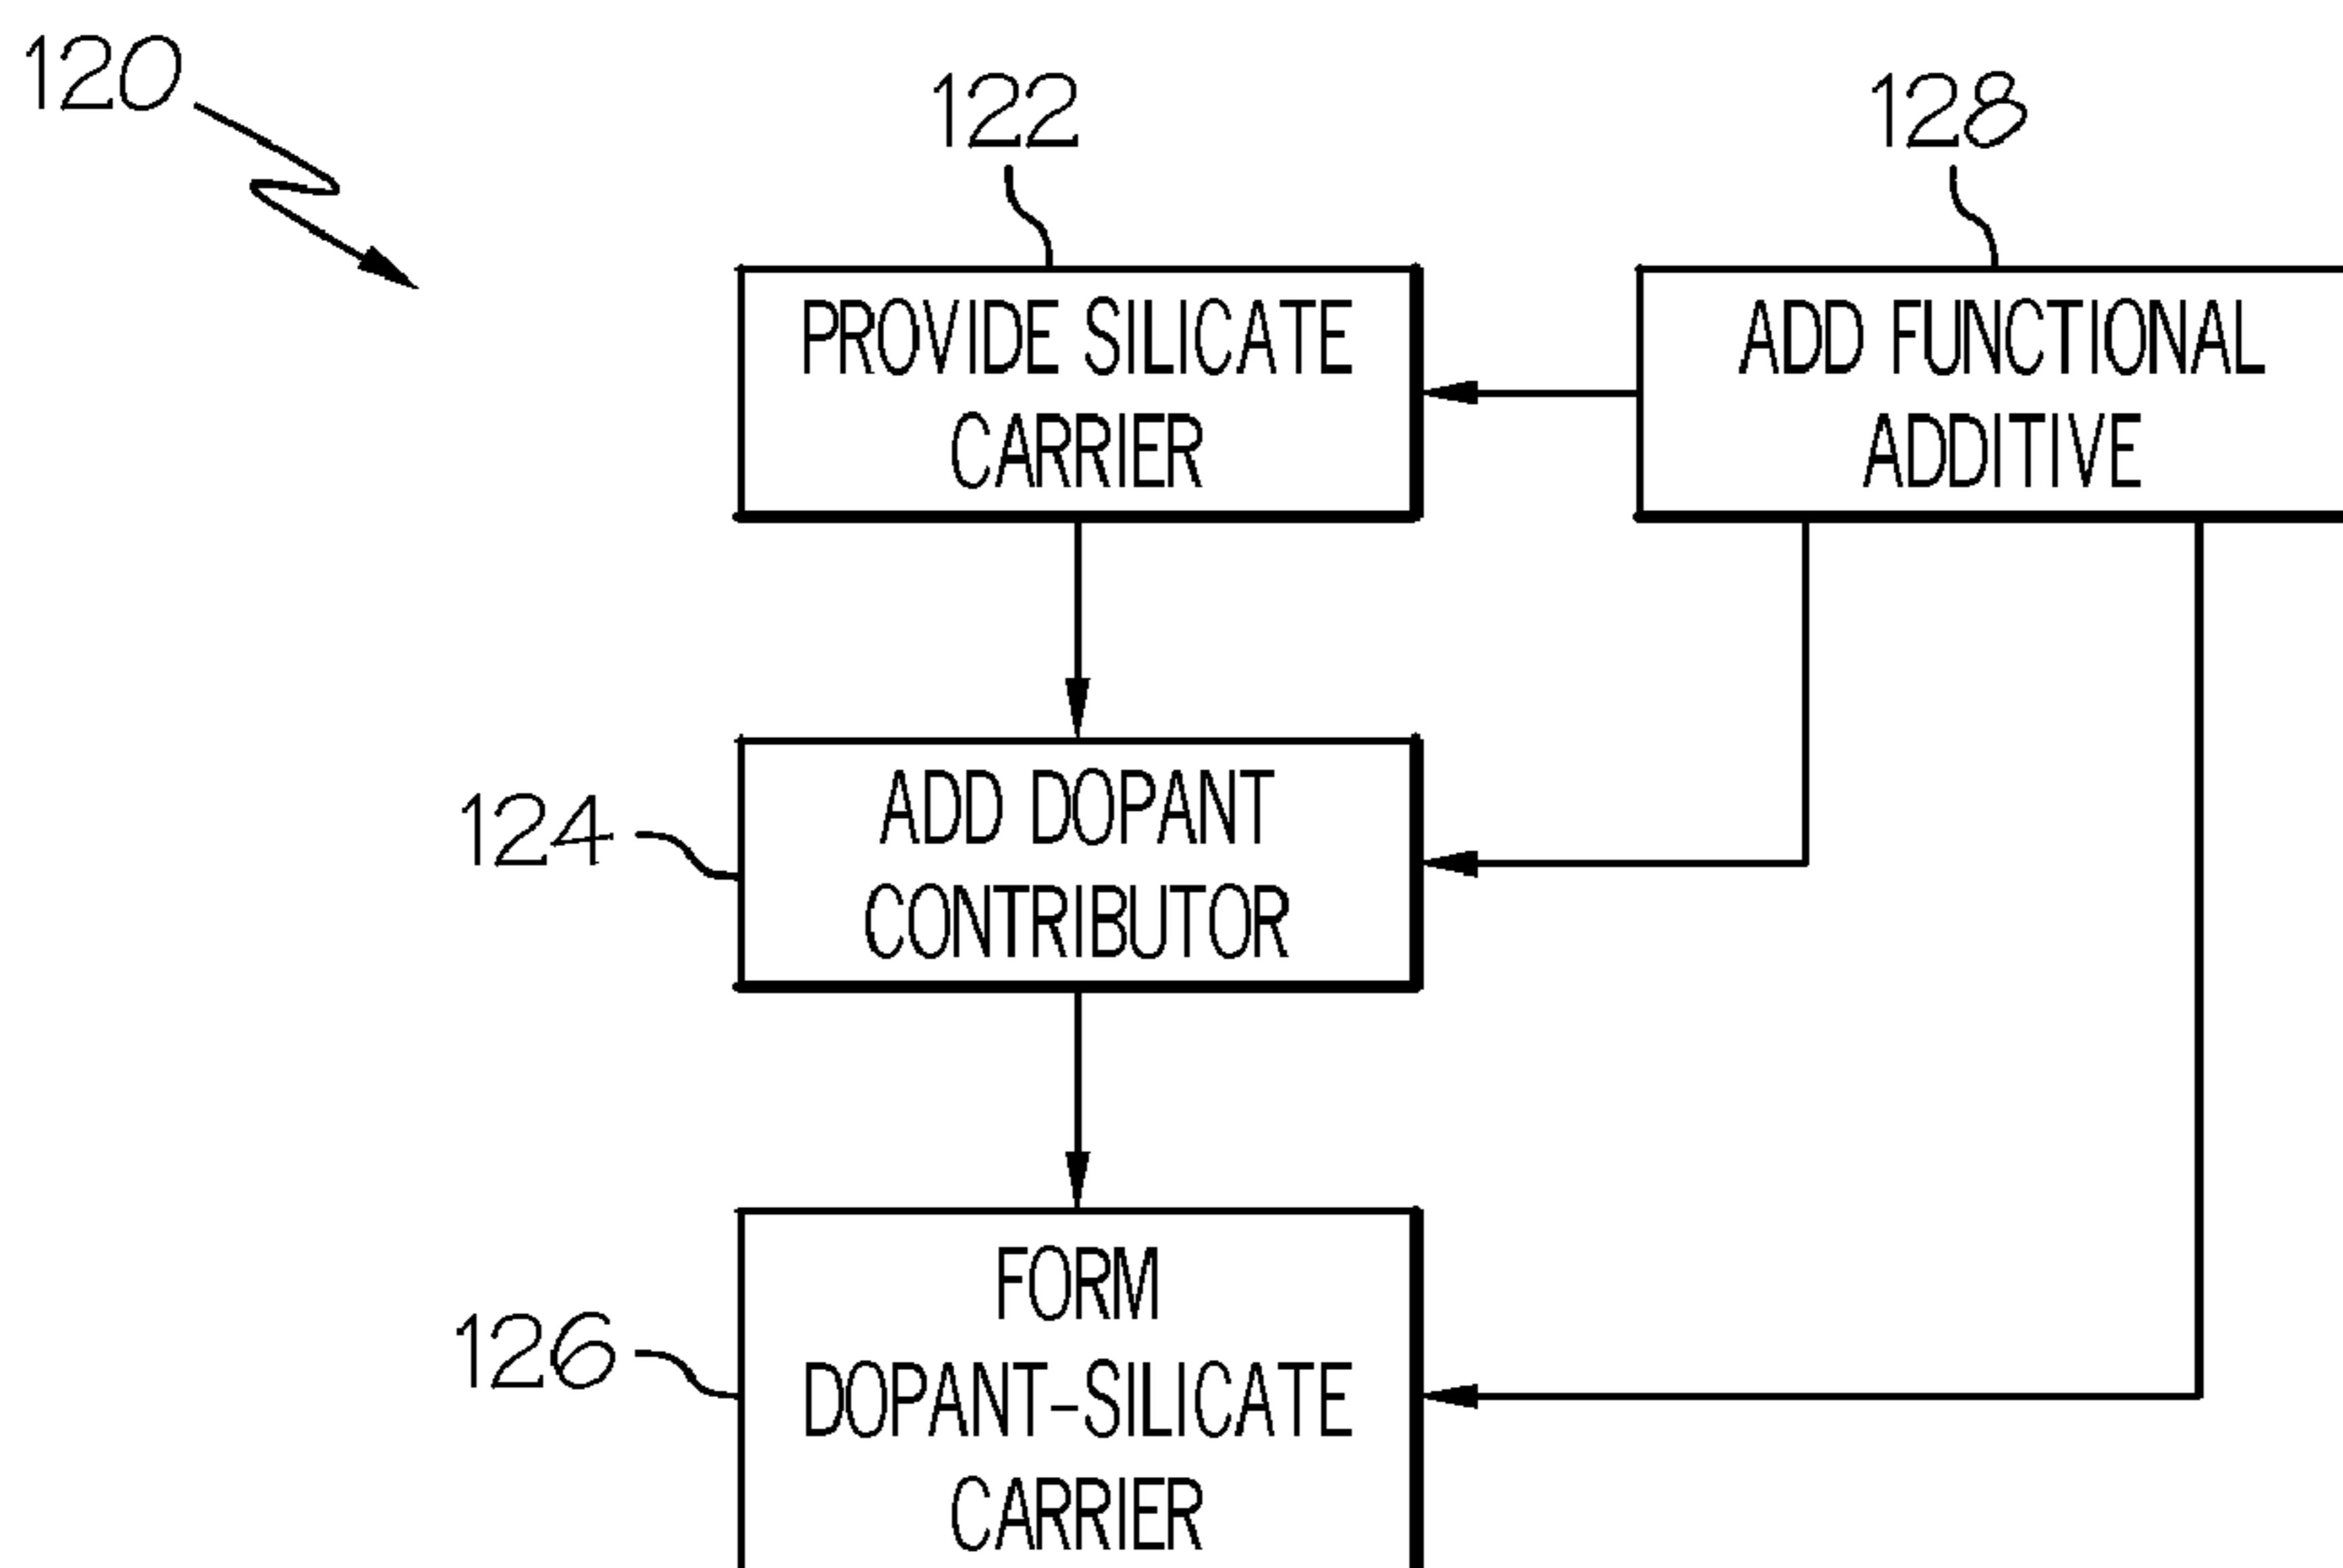 120
122
128
PROVIDE SILICATE
CARRIER
ADD FUNCTIONAL
ADDITIVE
124
ADD DOPANT
CONTRIBUTOR
126
FORM
DOPANT-SILICATE
CARRIER